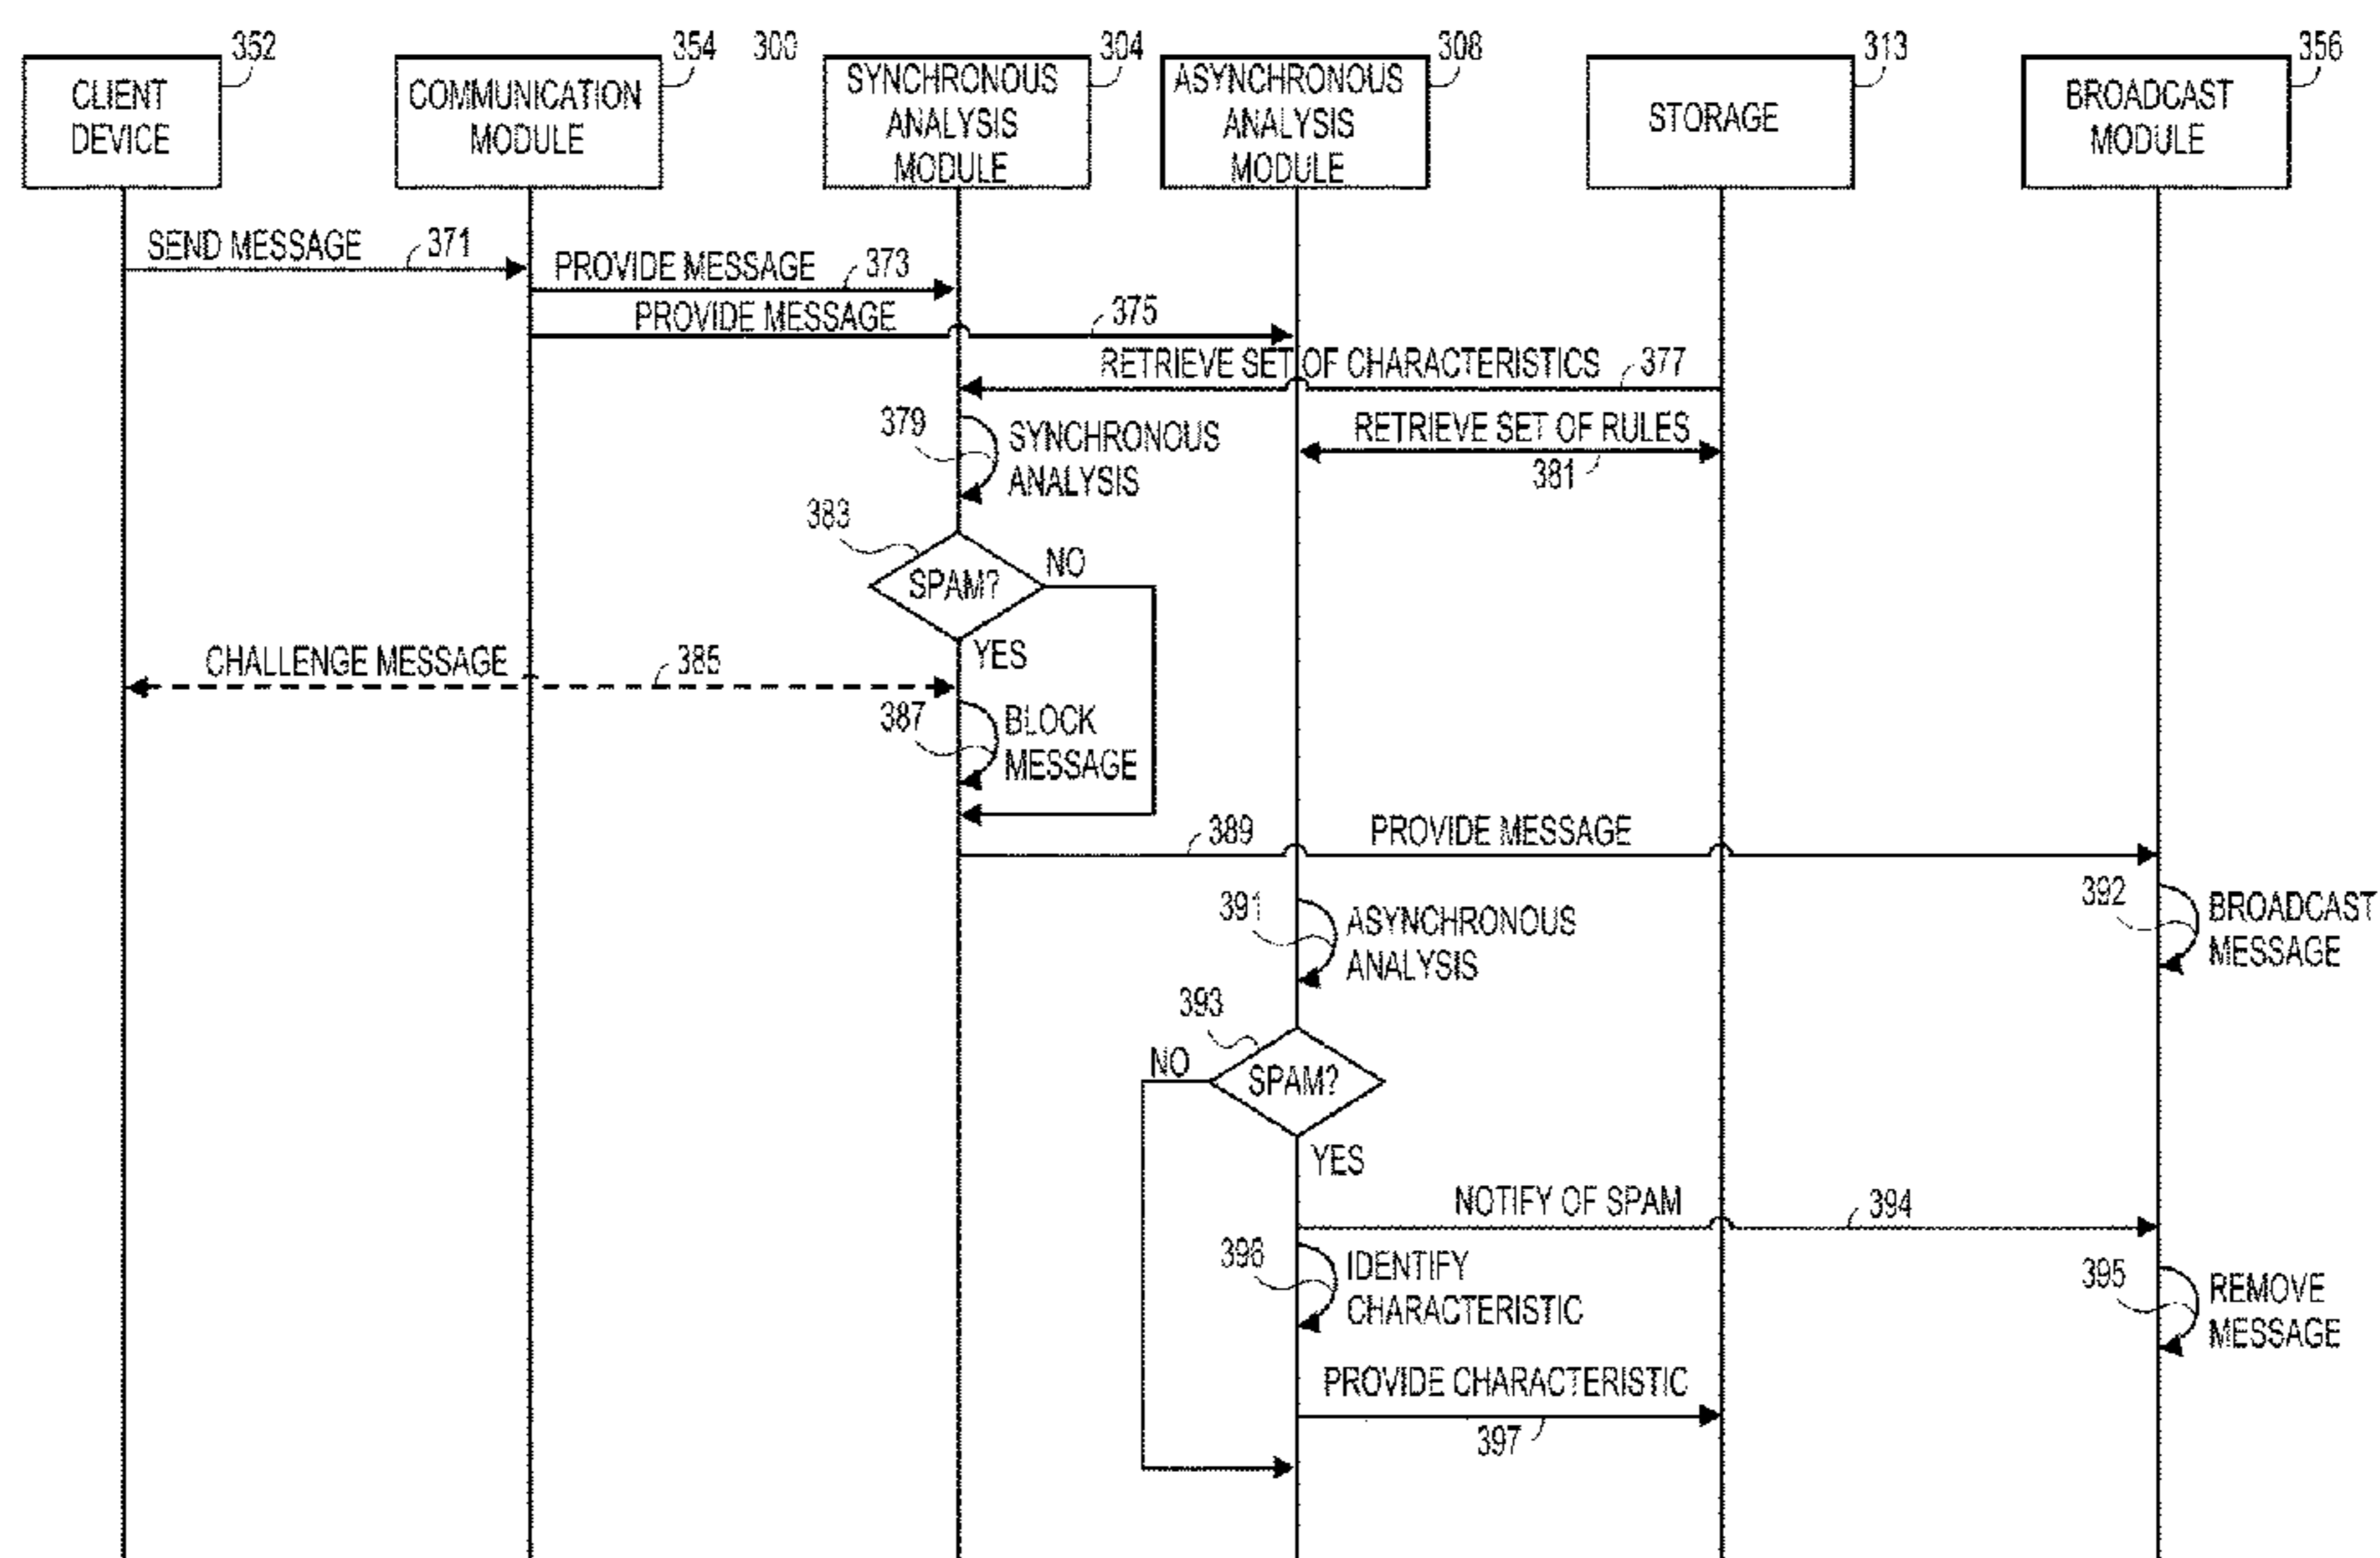 352
354
300
304
308
313
356
CLIENT
DEVICE
COMMUNICATION
MODULE
SYNCHRONOUS
ANALYSIS
MODULE
ASYNCHRONOUS
ANALYSIS
MODULE
STORAGE
BROADCAST
MODULE
SEND MESSAGE
371
PROVIDE MESSAGE
373
PROVIDE MESSAGE
375
RETRIEVE SET OF CHARACTERISTICS
377
379
SYNCHRONOUS
ANALYSIS
RETRIEVE SET OF RULES
381
383
SPAM?
NO
YES
CHALLENGE MESSAGE
385
387
BLOCK
MESSAGE
389
PROVIDE MESSAGE
391
ASYNCHRONOUS
ANALYSIS
392
BROADCAST
MESSAGE
393
NO
SPAM?
YES
NOTIFY OF SPAM
394
396
IDENTIFY
CHARACTERISTIC
395
REMOVE
MESSAGE
PROVIDE CHARACTERISTIC
397